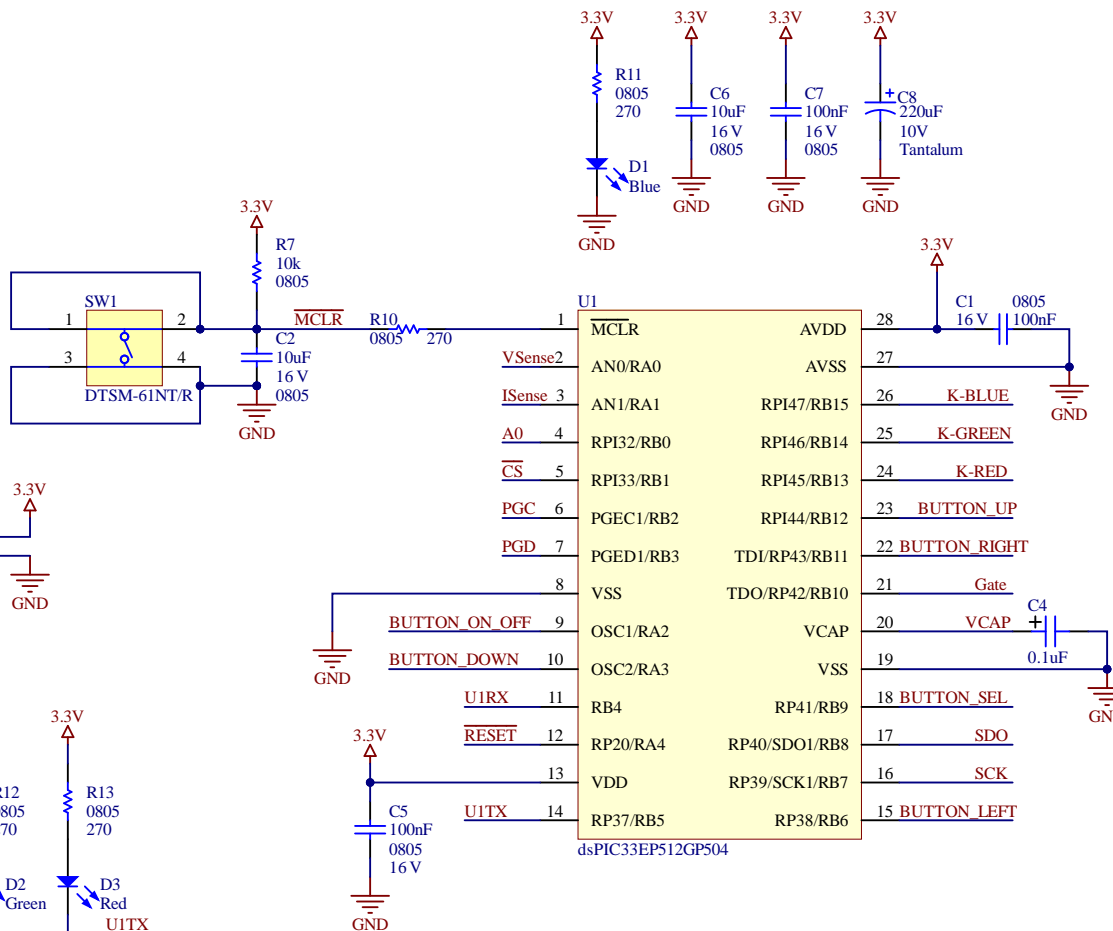 3.3V
3.3V
3.3V
3.3V
R11
0805
270
C6
10uF
16 V
0805
C7
100nF
16 V
0805
+
C8
220uF
10V
Tantalum
D1
Blue
GND
GND
GND
GND
3.3V
R7
10k
0805
SW1
1
2
3
4
DTSM-61NT/R
MCLR
R10
0805
270
C2
10uF
16 V
0805
GND
3.3V
C1
16 V
0805
100nF
GND
U1
1 MCLR
AVDD 28
VSense 2 AN0/RA0
AVSS 27
ISense 3 AN1/RA1
RPI47/RB15 26 K-BLUE
A0 4 RPI32/RB0
RPI46/RB14 25 K-GREEN
CS 5 RPI33/RB1
RPI45/RB13 24 K-RED
PGC 6 PGEC1/RB2
RPI44/RB12 23 BUTTON_UP
PGD 7 PGED1/RB3
TDI/RP43/RB11 22 BUTTON_RIGHT
8 VSS
TDO/RP42/RB10 21 Gate
BUTTON_ON_OFF 9 OSC1/RA2
VCAP 20 VCAP
BUTTON_DOWN 10 OSC2/RA3
VSS 19
U1RX 11 RB4
RP41/RB9 18 BUTTON_SEL
RESET 12 RP20/RA4
RP40/SDO1/RB8 17 SDO
13 VDD
RP39/SCK1/RB7 16 SCK
U1TX 14 RP37/RB5
RP38/RB6 15 BUTTON_LEFT
dsPIC33EP512GP504
C4
+
0.1uF
GND
3.3V
GND
3.3V
C5
100nF
0805
16 V
GND
3.3V
GND
R13
0805
270
D2
Green
D3
Red
U1TX